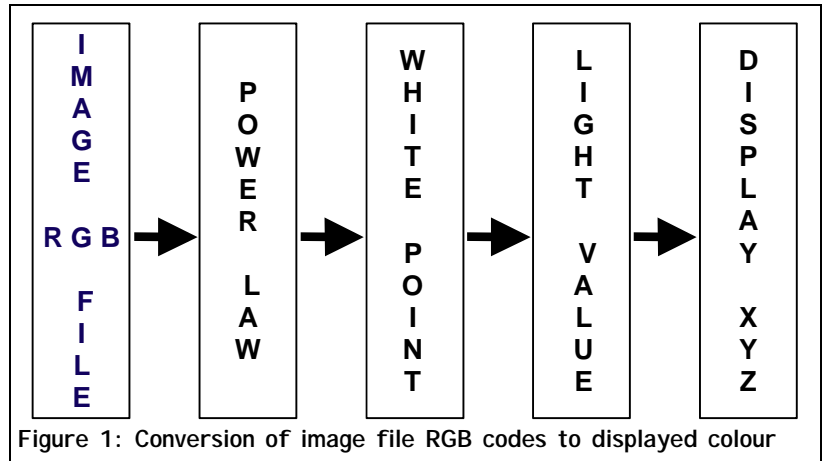 IMAGE RGB FILE
POWER LAW
WHITE POINT
LIGHT VALUE
DISPLAY XYZ
Figure 1: Conversion of image file RGB codes to displayed colour